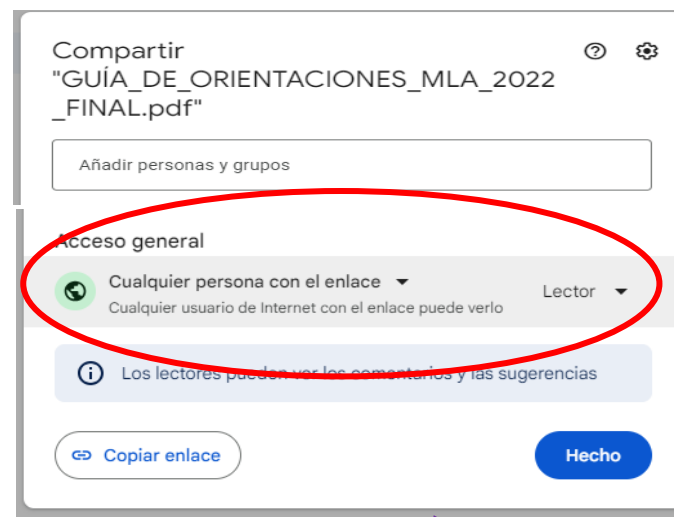 Compartir
"GUÍA_DE_ORIENTACIONES_MLA_2022
_FINAL.pdf"
Añadir personas y grupos
Acceso general
Cualquier persona con el enlace
Cualquier usuario de Internet con el enlace puede verlo
Lector
Los lectores pueden ver los comentarios y las sugerencias
Copiar enlace
Hecho